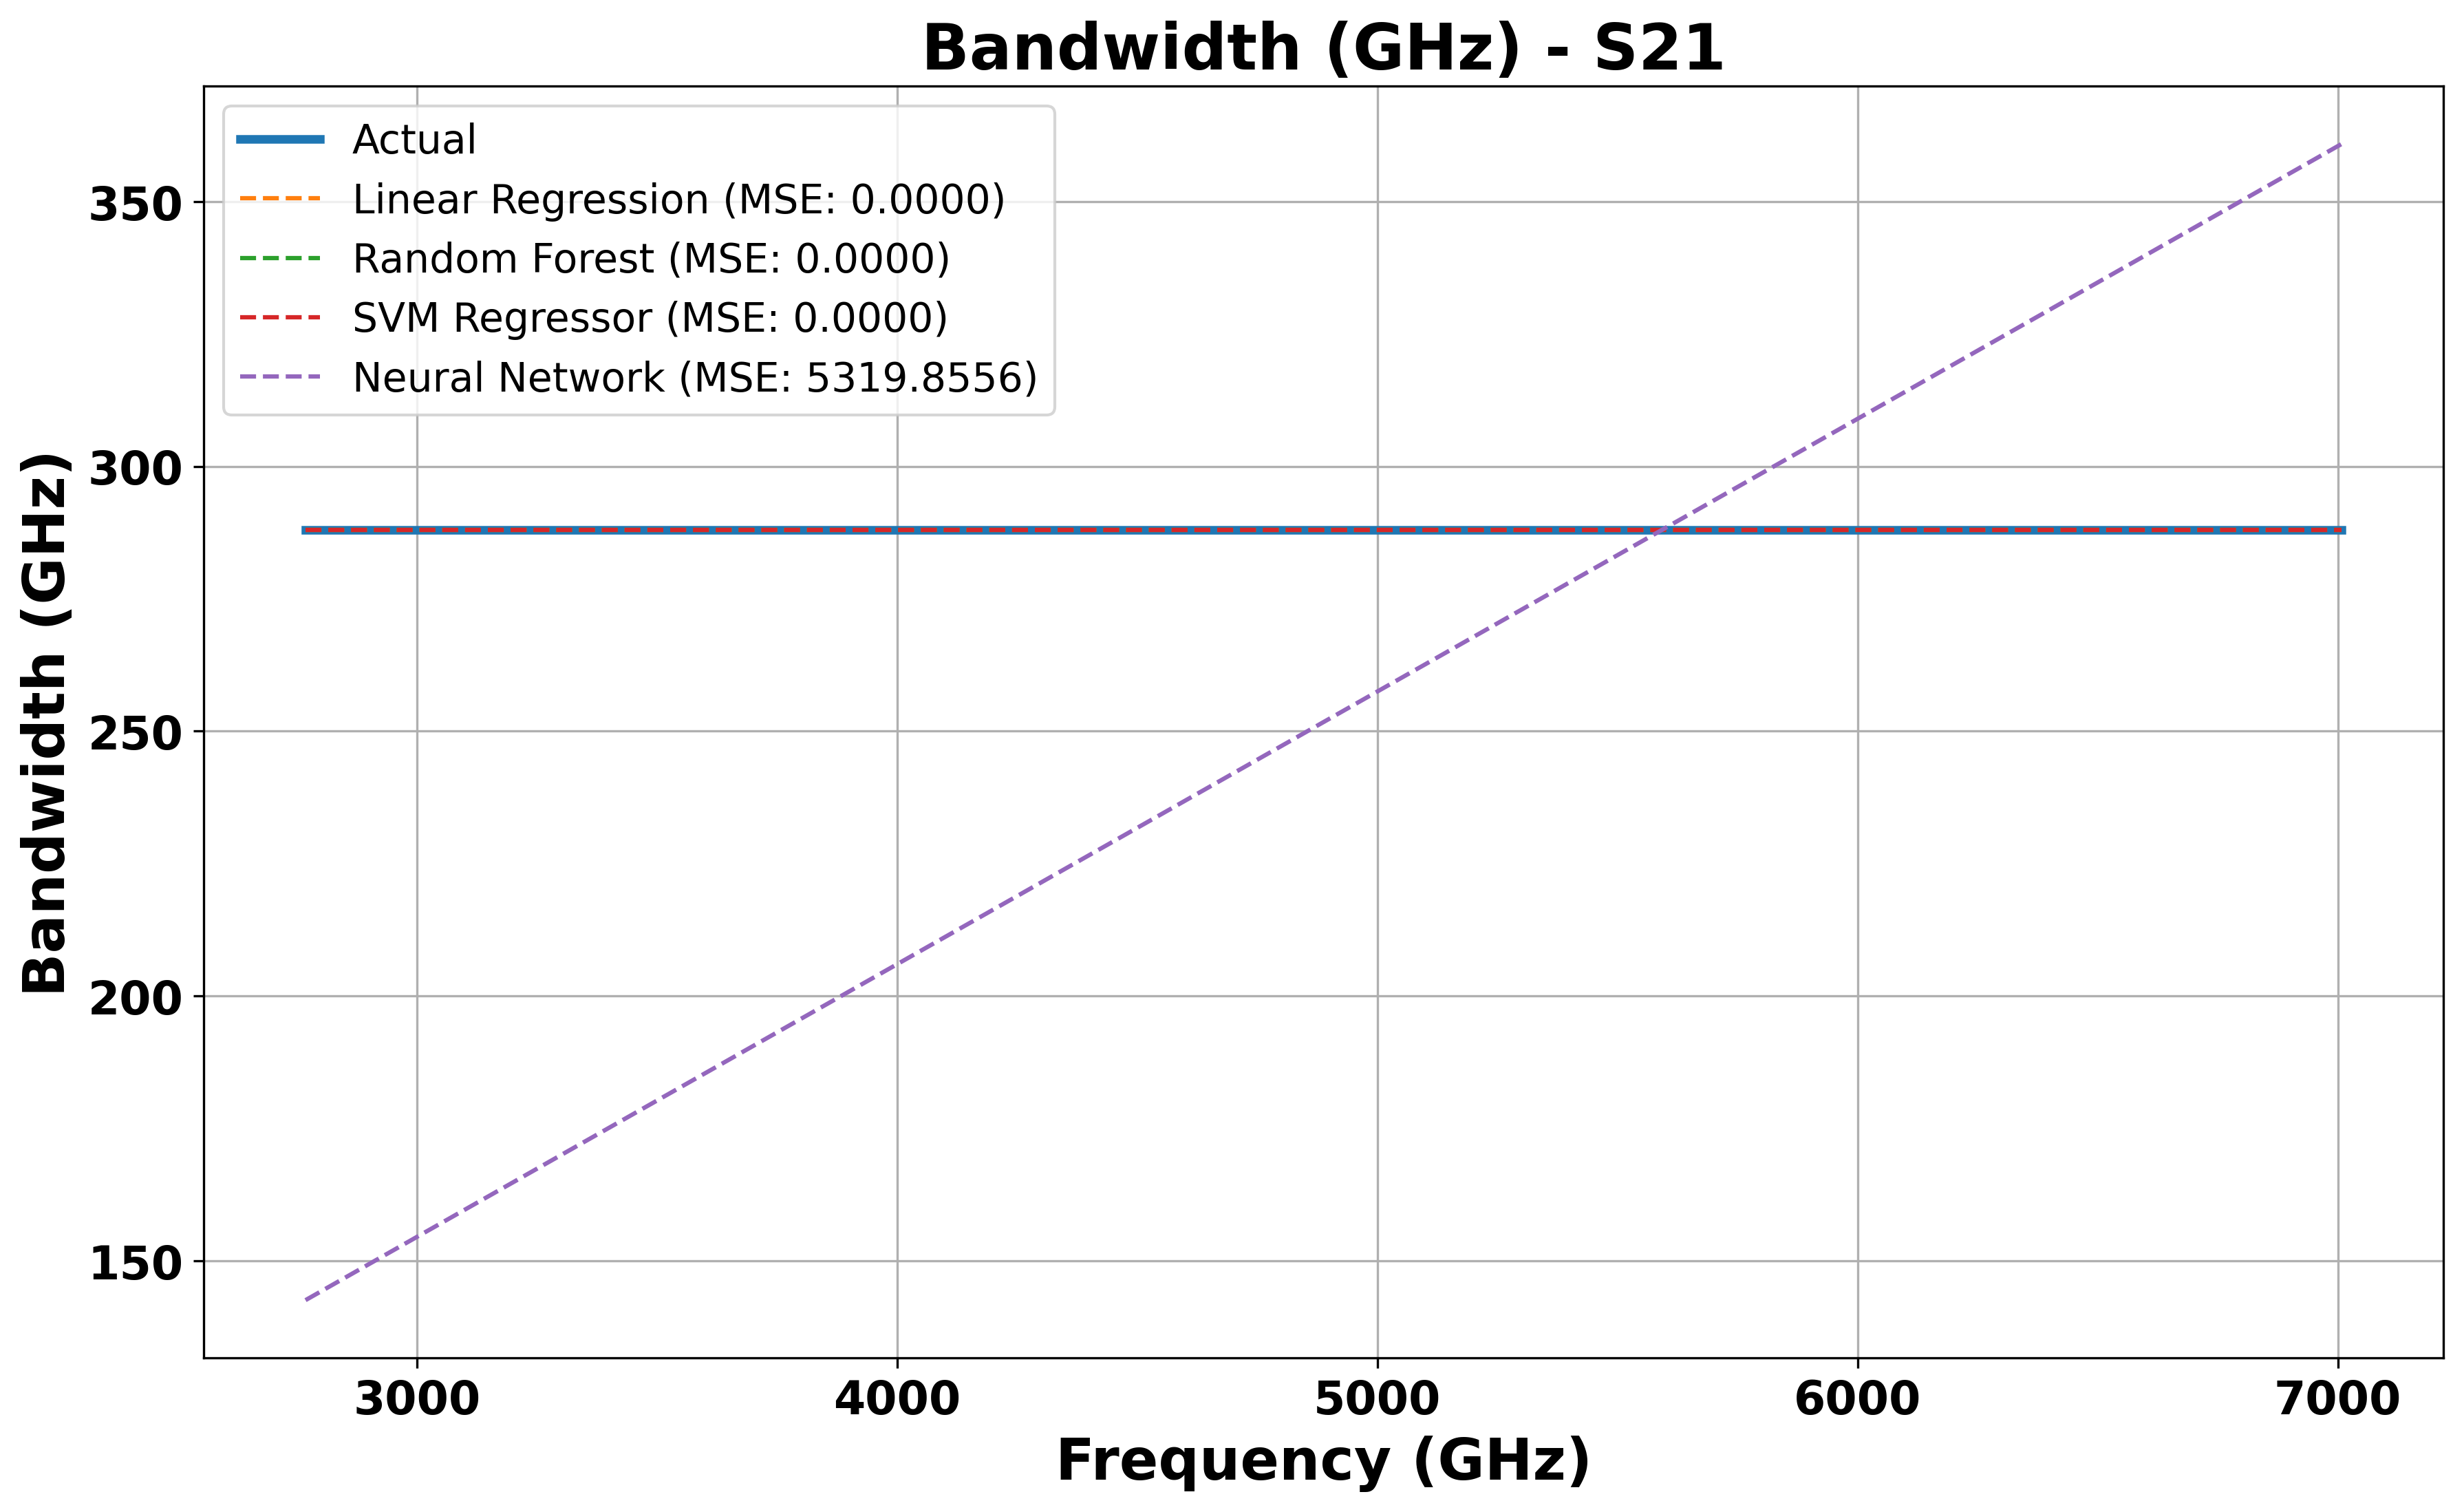 Bandwidth (GHz) - S21
Actual
Linear Regression (MSE: 0.0000)
Random Forest (MSE: 0.0000)
SVM Regressor (MSE: 0.0000)
Neural Network (MSE: 5319.8556)
Bandwidth (GHz)
350
300
250
200
150
3000 4000 5000 6000 7000
Frequency (GHz)